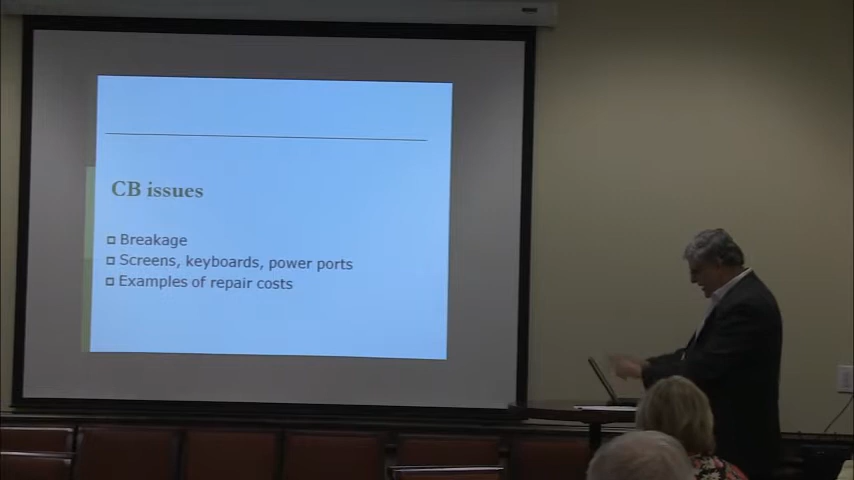 CB issues
Breakage
Screens, keyboards, power ports
Examples of repair costs